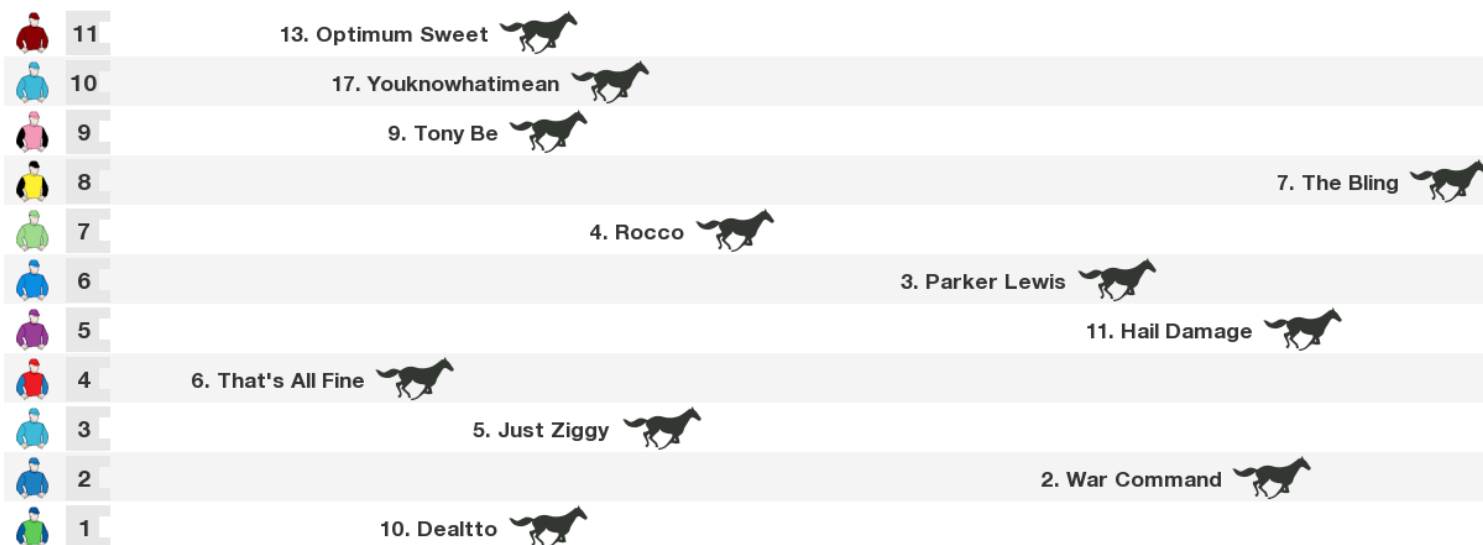 11 13. Optimum Sweet
10 17. Youknowhatimean
9 9. Tony Be
8 7. The Bling
7 4. Rocco
6 3. Parker Lewis
5 11. Hail Damage
4 6. That's All Fine
3 5. Just Ziggy
2 2. War Command
1 10. Dealtto